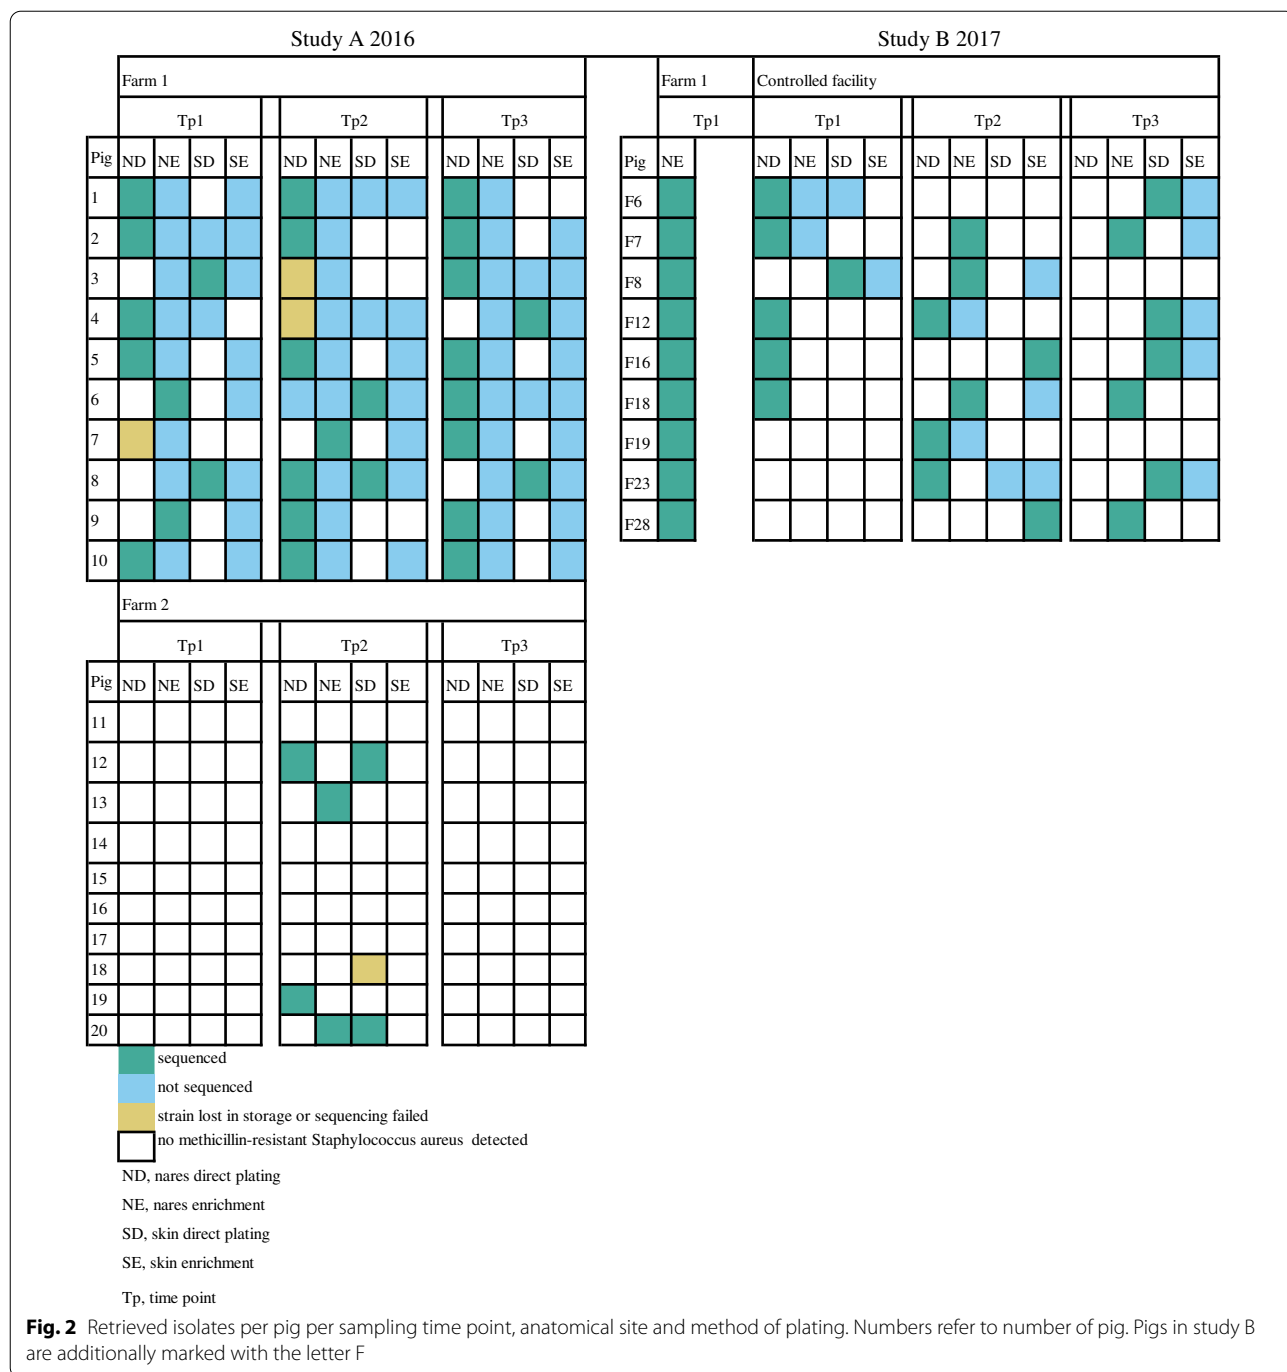 Study A 2016 Study B 2017
Farm 1 Farm 1 Controlled facility
Tp1 Tp2 Tp3 Tp1 Tp1 Tp2 Tp3
Pig ND NE SD SE ND NE SD SE ND NE SD SE Pig NE ND NE SD SE ND NE SD SE ND NE SD SE
1 F6
2 F7
3 F8
4 F12
5 F16
6 F18
7 F19
8 F23
9 F28
10
Farm 2
Tp1 Tp2 Tp3
Pig ND NE SD SE ND NE SD SE ND NE SD SE
11
12
13
14
15
16
17
18
19
20
sequenced
not sequenced
strain lost in storage or sequencing failed
no methicillin-resistant Staphylococcus aureus detected
ND, nares direct plating
NE, nares enrichment
SD, skin direct plating
SE, skin enrichment
Tp, time point
Fig. 2 Retrieved isolates per pig per sampling time point, anatomical site and method of plating. Numbers refer to number of pig. Pigs in study B
are additionally marked with the letter F